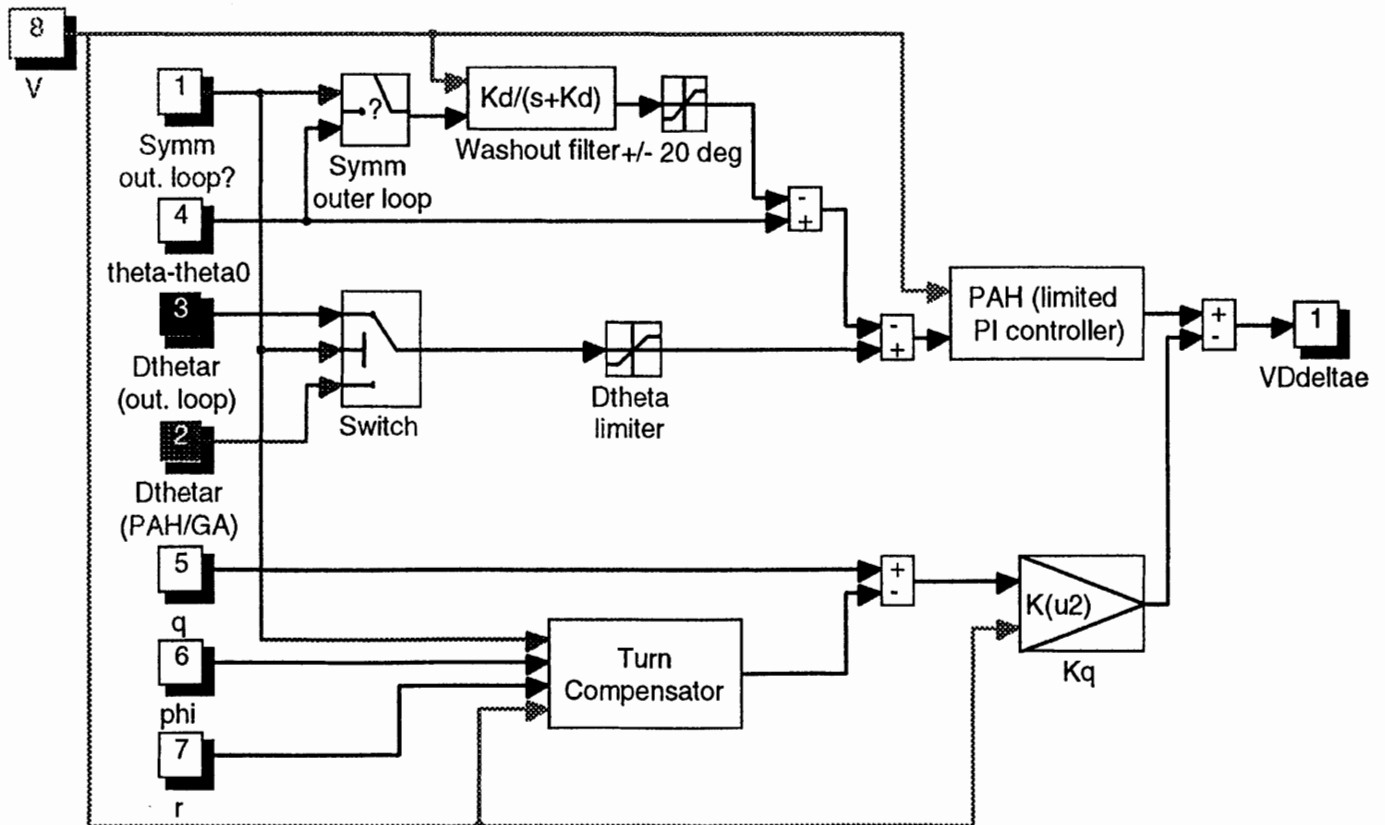 8
V
1
Symm
out. loop?
?
Symm
outer loop
Kd/(s+Kd)
Washout filter
+/- 20 deg
-
+
4
theta-theta0
3
Dthetar
(out. loop)
Switch
Dtheta
limiter
-
+
PAH (limited
PI controller)
+
-
1
VDdeltae
2
Dthetar
(PAH/GA)
5
q
+
-
K(u2)
Kq
6
phi
Turn
Compensator
7
r